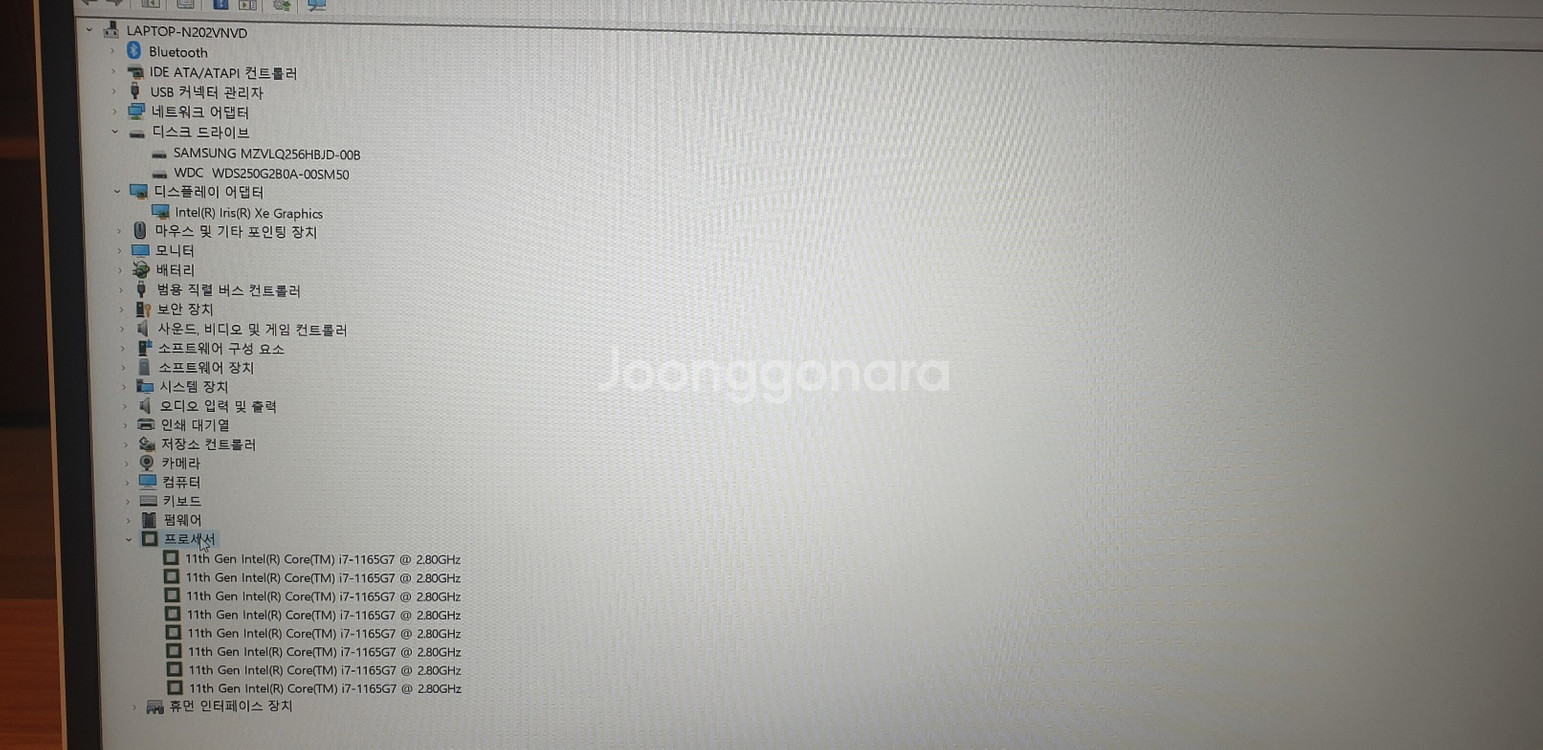 LAPTOP-N202VNVD
Bluetooth
IDE ATA/ATAPI 컨트롤러
USB 커넥터 관리자
네트워크 어댑터
디스크 드라이브
SAMSUNG MZVLQ256HBJD-00B
WDC WDS250G2B0A-00SM50
디스플레이 어댑터
Intel(R) Iris(R) Xe Graphics
마우스 및 기타 포인팅 장치
모니터
배터리
범용 직렬 버스 컨트롤러
보안 장치
사운드, 비디오 및 게임 컨트롤러
소프트웨어 구성 요소
소프트웨어 장치
시스템 장치
오디오 입력 및 출력
인쇄 대기열
저장소 컨트롤러
카메라
컴퓨터
키보드
펌웨어
프로세서
11th Gen Intel(R) Core(TM) i7-1165G7 @ 2.80GHz
11th Gen Intel(R) Core(TM) i7-1165G7 @ 2.80GHz
11th Gen Intel(R) Core(TM) i7-1165G7 @ 2.80GHz
11th Gen Intel(R) Core(TM) i7-1165G7 @ 2.80GHz
11th Gen Intel(R) Core(TM) i7-1165G7 @ 2.80GHz
11th Gen Intel(R) Core(TM) i7-1165G7 @ 2.80GHz
11th Gen Intel(R) Core(TM) i7-1165G7 @ 2.80GHz
11th Gen Intel(R) Core(TM) i7-1165G7 @ 2.80GHz
휴먼 인터페이스 장치
Joonggonara